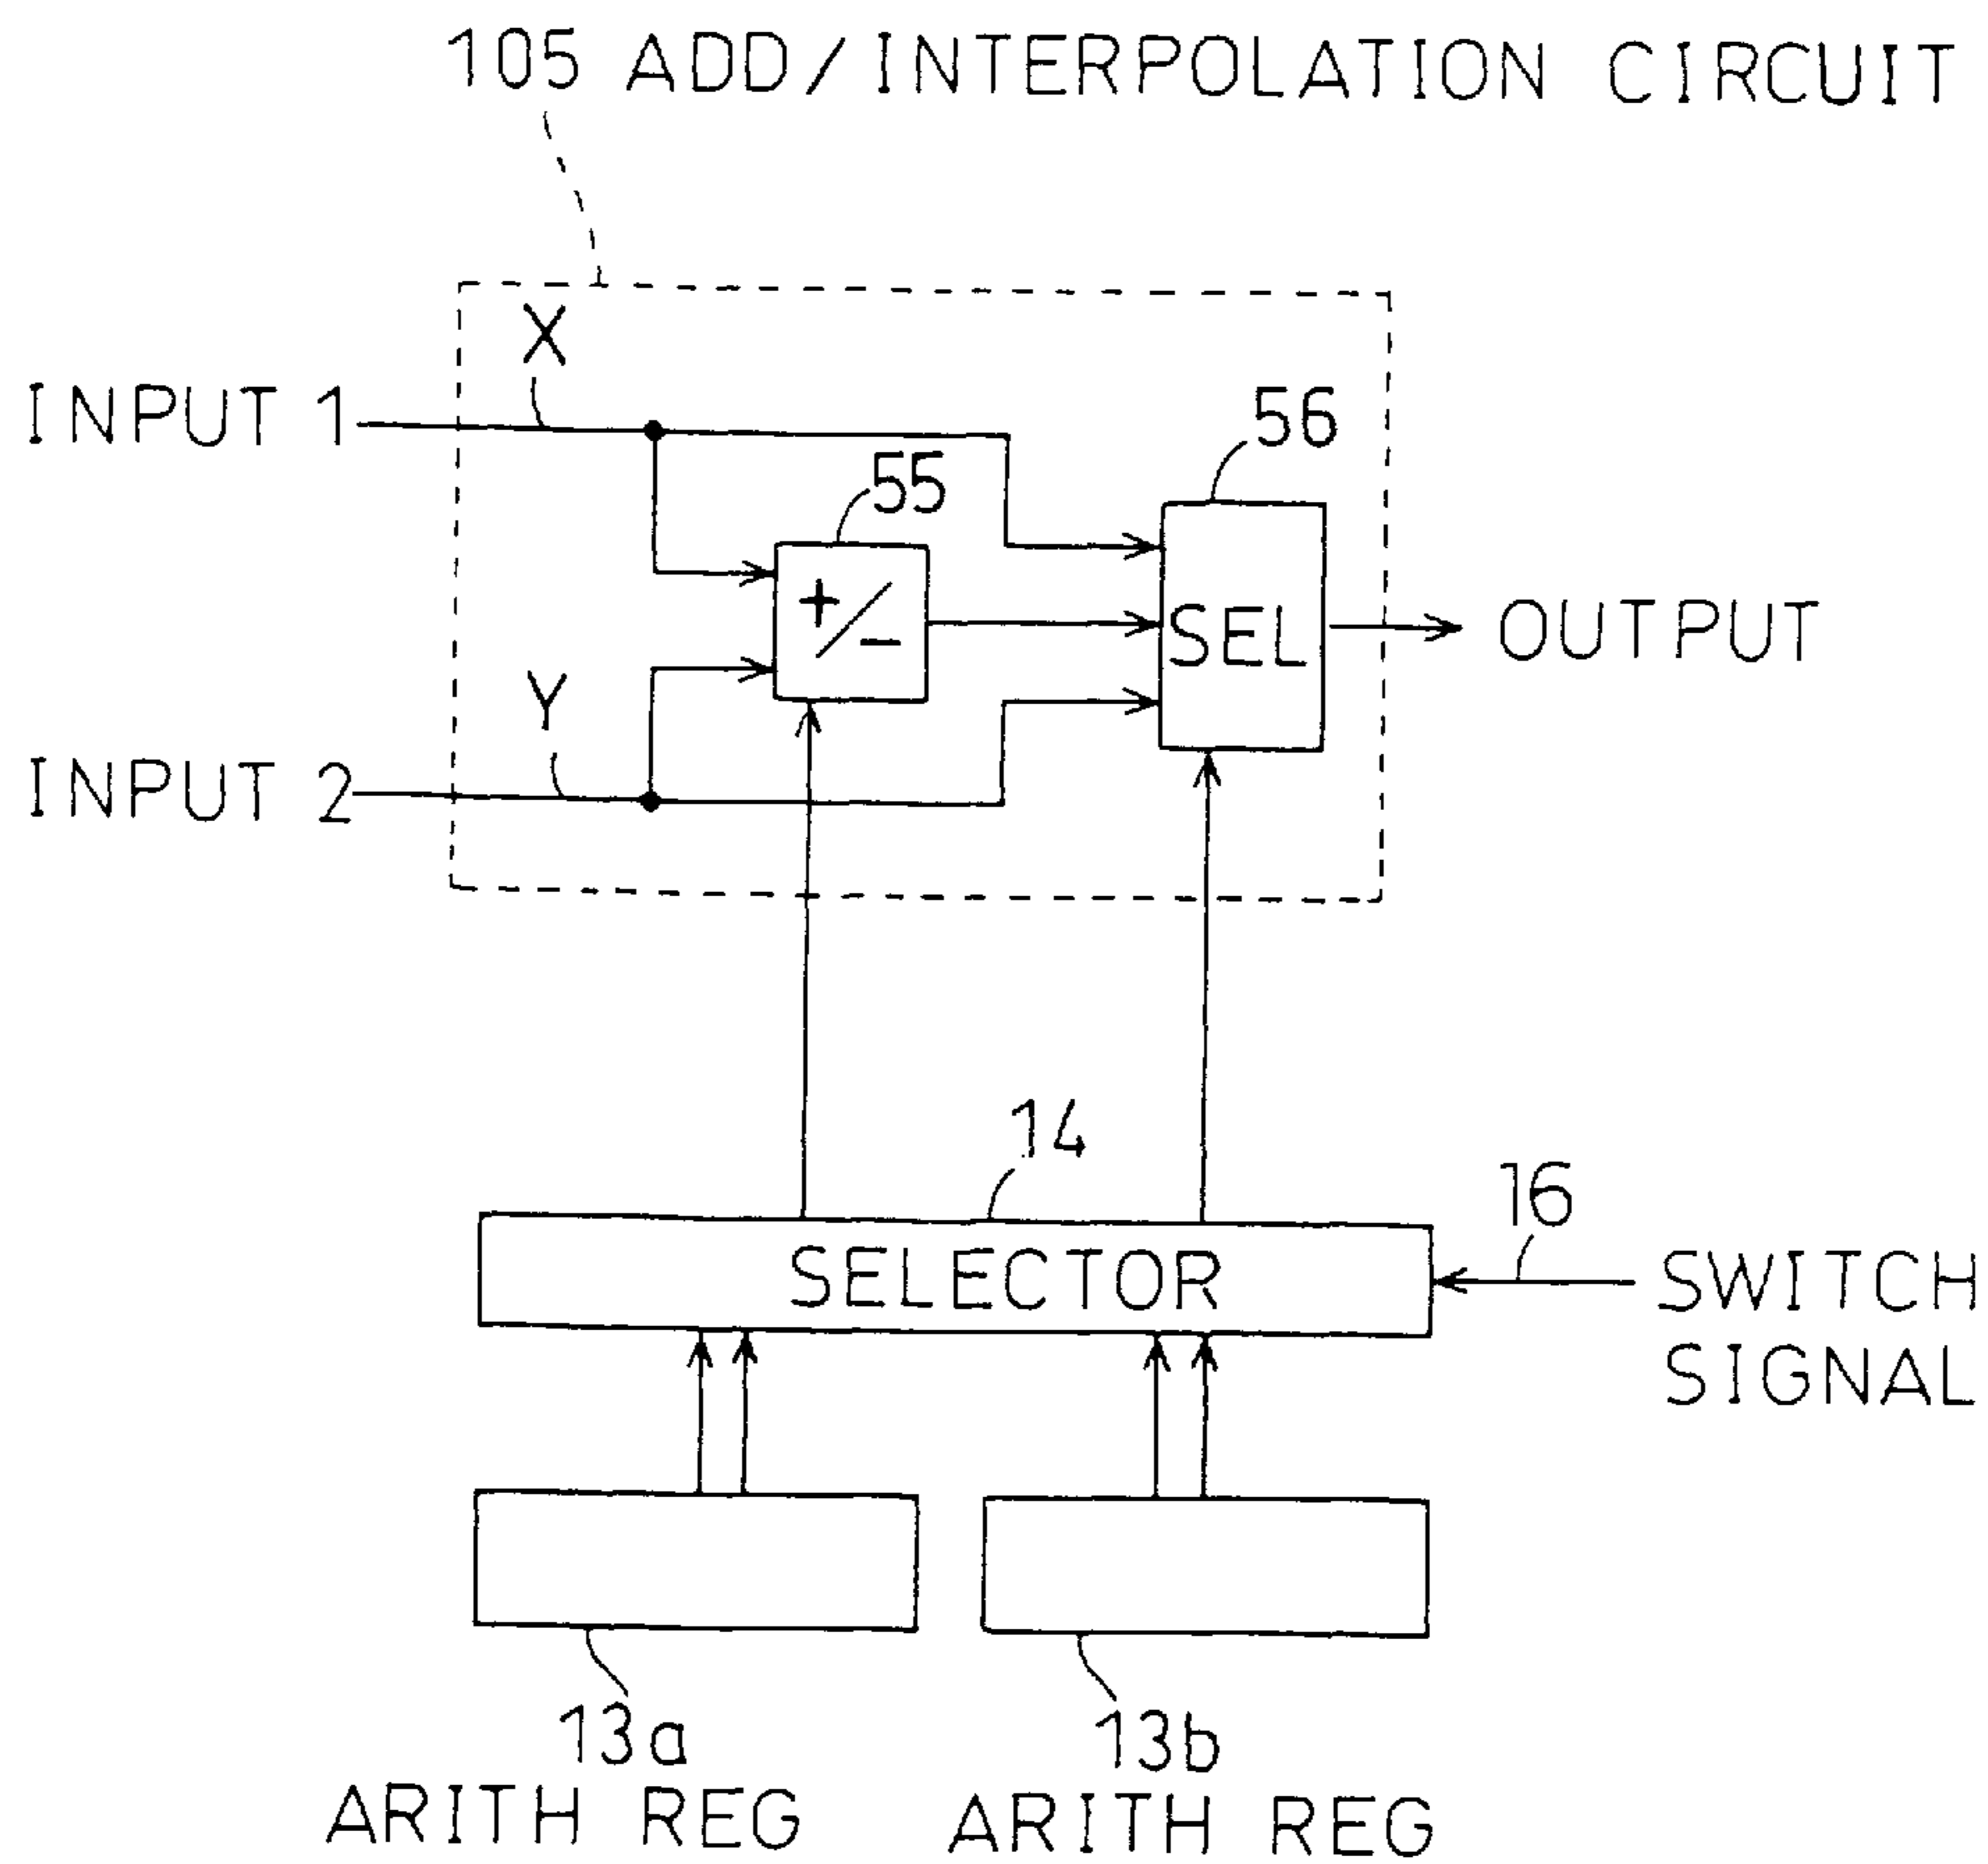 105 ADD/INTERPOLATION CIRCUIT
X
INPUT 1
56
55
+/-
SEL
OUTPUT
Y
INPUT 2
14
16
SELECTOR
SWITCH
SIGNAL
13a
13b
ARITH REG
ARITH REG